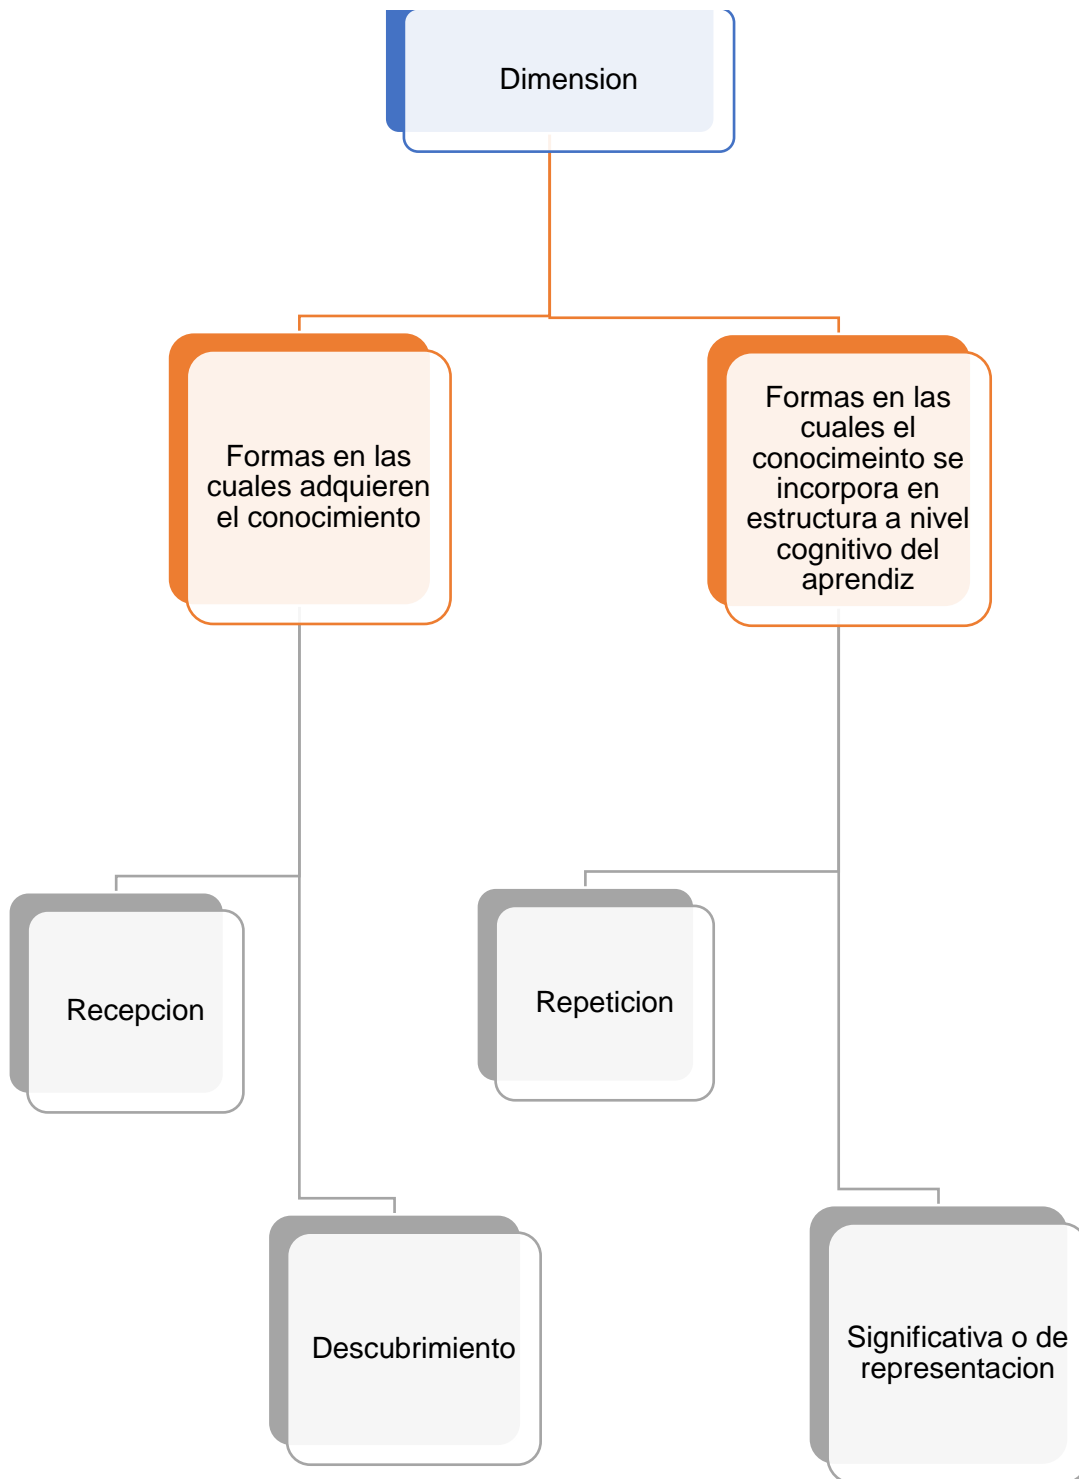 Dimension
Formas en las
cuales adquieren
el conocimiento
Formas en las
cuales el
conocimeinto se
incorpora en
estructura a nivel
cognitivo del
aprendiz
Recepcion
Repeticion
Descubrimiento
Significativa o de
representacion